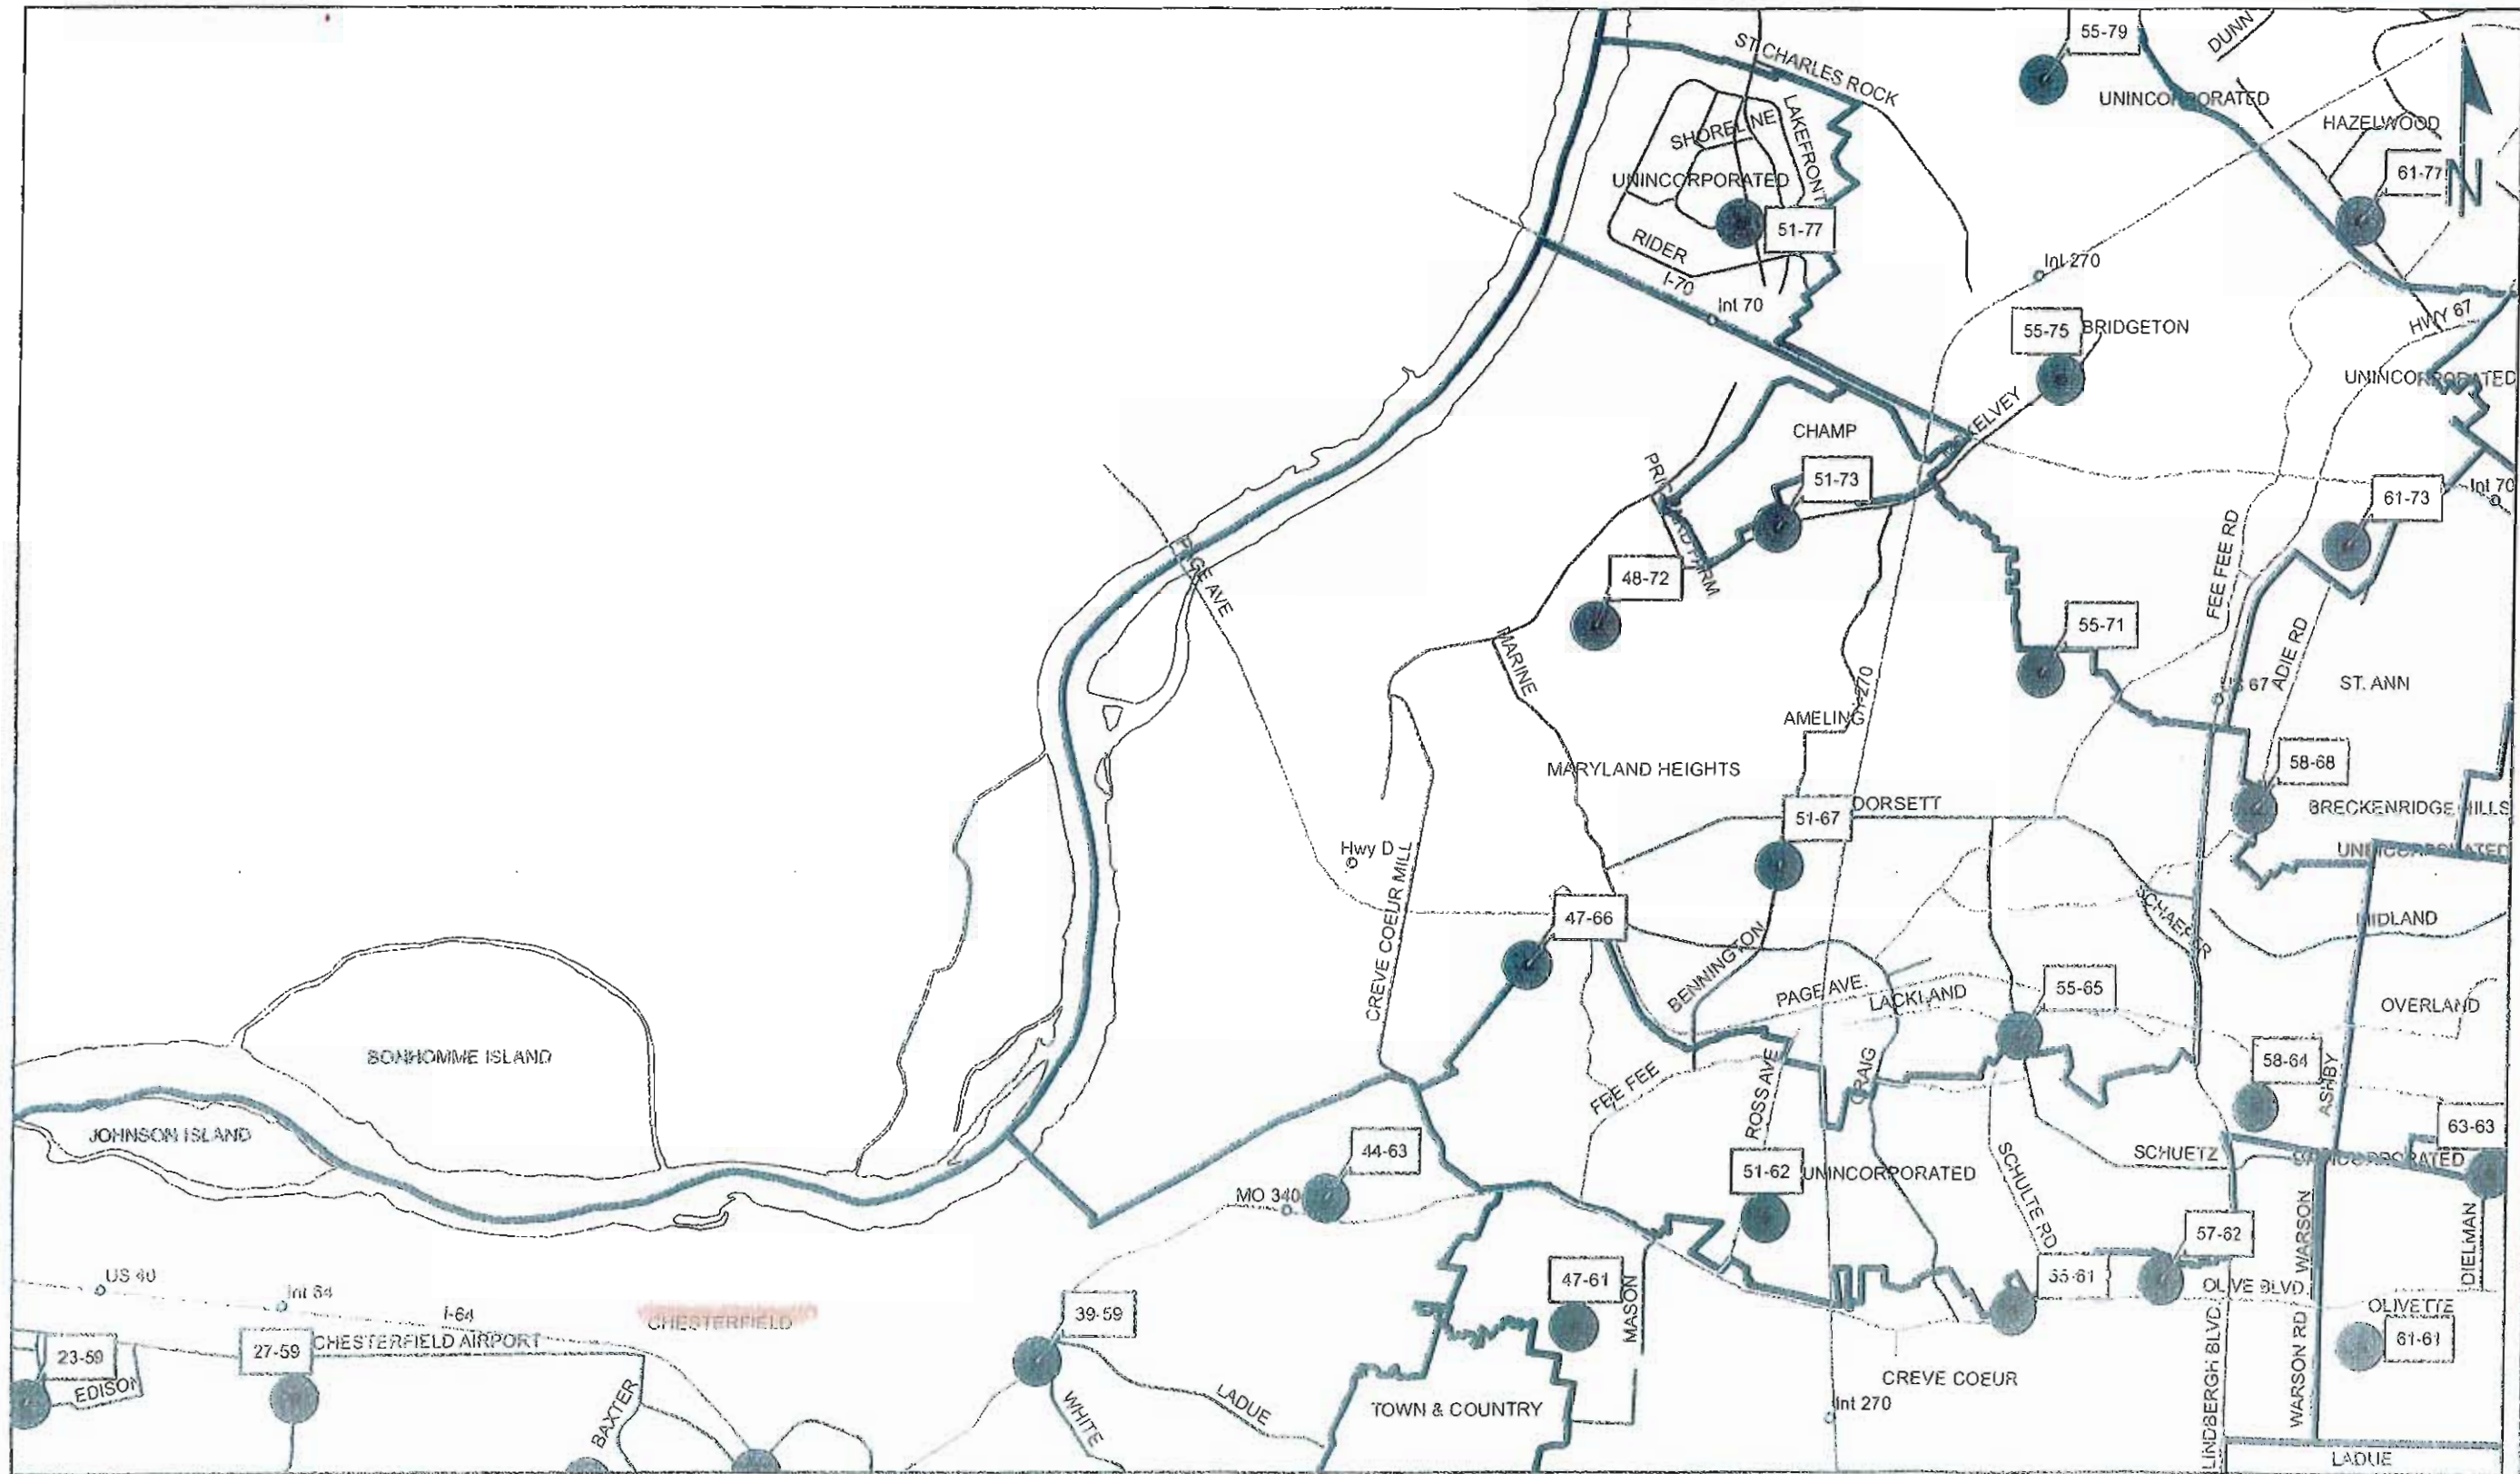 55-79
DUNN
ST. CHARLES ROCK
UNINCORPORATED
HAZELWOOD
LAKEFRONT
SHORELINE
UNINCORPORATED
61-77
N
51-77
RIDER
I-70
Int 70
Int 270
HWY 67
55-75
BRIDGETON
UNINCORPORATED
CHAMP
51-73
61-73
Int 70
48-72
PAGE AVE
FEE FEE RD
55-71
ADIE RD
MARINE
67
ST. ANN
I-270
AMELING
MARYLAND HEIGHTS
58-68
DORSETT
51-67
BRECKENRIDGE HILLS
UNINCORPORATED
Hwy D
CREVE COEUR MILL
47-66
SCHAEFER
MIDLAND
BENNINGTON
PAGE AVE.
LACKLAND
55-65
OVERLAND
BONHOMME ISLAND
58-64
ASHBY
FEE FEE
ROSS AVE
CRAIG
JOHNSON ISLAND
44-63
63-63
SCHUETZ
UNINCORPORATED
51-62
UNINCORPORATED
SCHULTE RD
MO 340
57-62
WARSON
DIELMAN
US 40
Int 64
I-64
CHESTERFIELD
39-59
47-61
MASON
55-61
OLIVE BLVD.
OLIVETTE
61-61
23-59
27-59
CHESTERFIELD AIRPORT
EDISON
BAXTER
WHITE
LADUE
TOWN & COUNTRY
CREVE COEUR
Int 270
LINDBERGH BLVD.
WARSON RD
LADUE